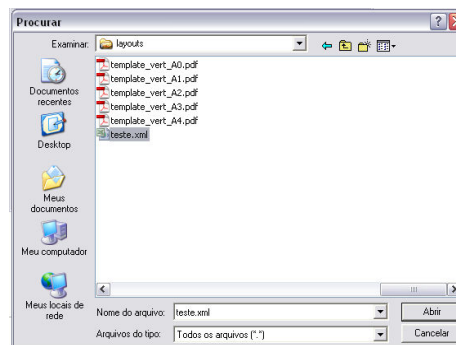 Procurar
Examinar: layouts
Documentos
recentes
Desktop
Meus
documentos
Meu computador
Meus locais de
rede
template_vert_A0.pdf
template_vert_A1.pdf
template_vert_A2.pdf
template_vert_A3.pdf
template_vert_A4.pdf
teste.xml
Nome do arquivo: teste.xml Abrir
Arquivos do tipo: Todos os arquivos (*.*) Cancelar